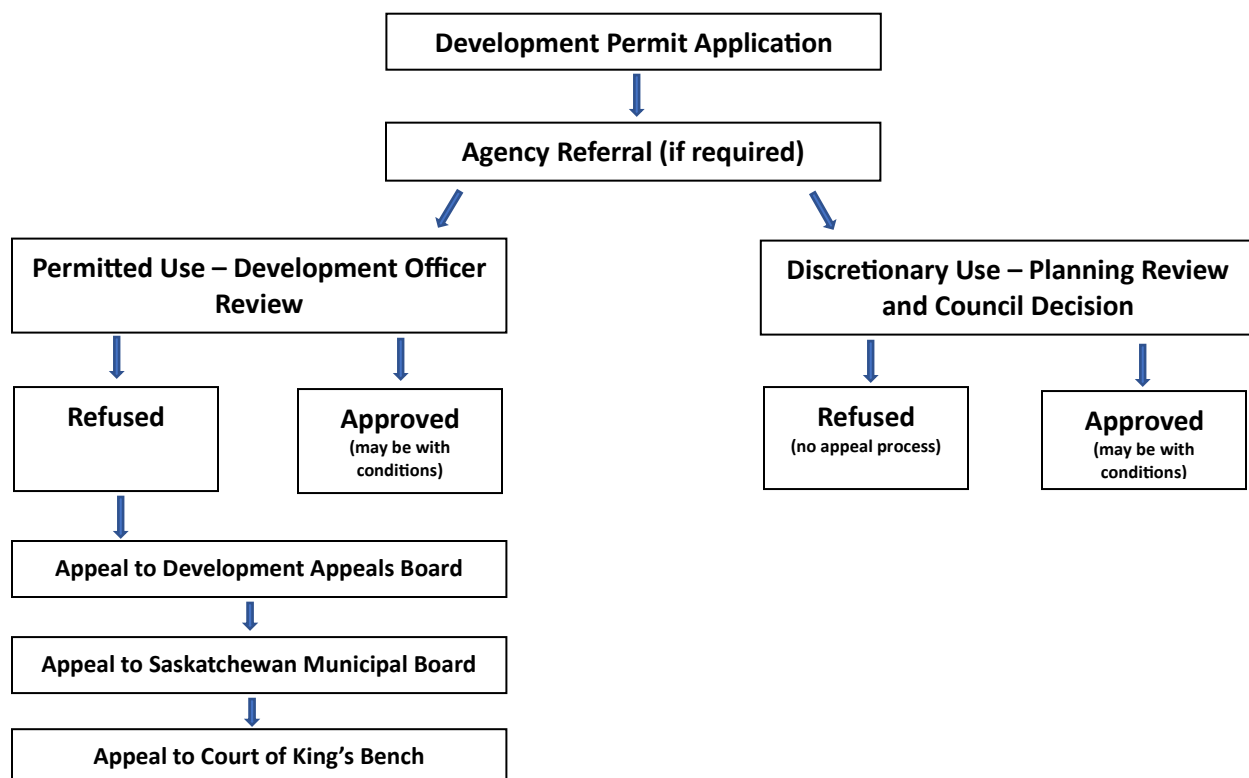 Development Permit Application
Agency Referral (if required)
Permitted Use – Development Officer
Review
Discretionary Use – Planning Review
and Council Decision
Refused
Approved
(may be with
conditions)
Refused
(no appeal process)
Approved
(may be with
conditions)
Appeal to Development Appeals Board
Appeal to Saskatchewan Municipal Board
Appeal to Court of King’s Bench